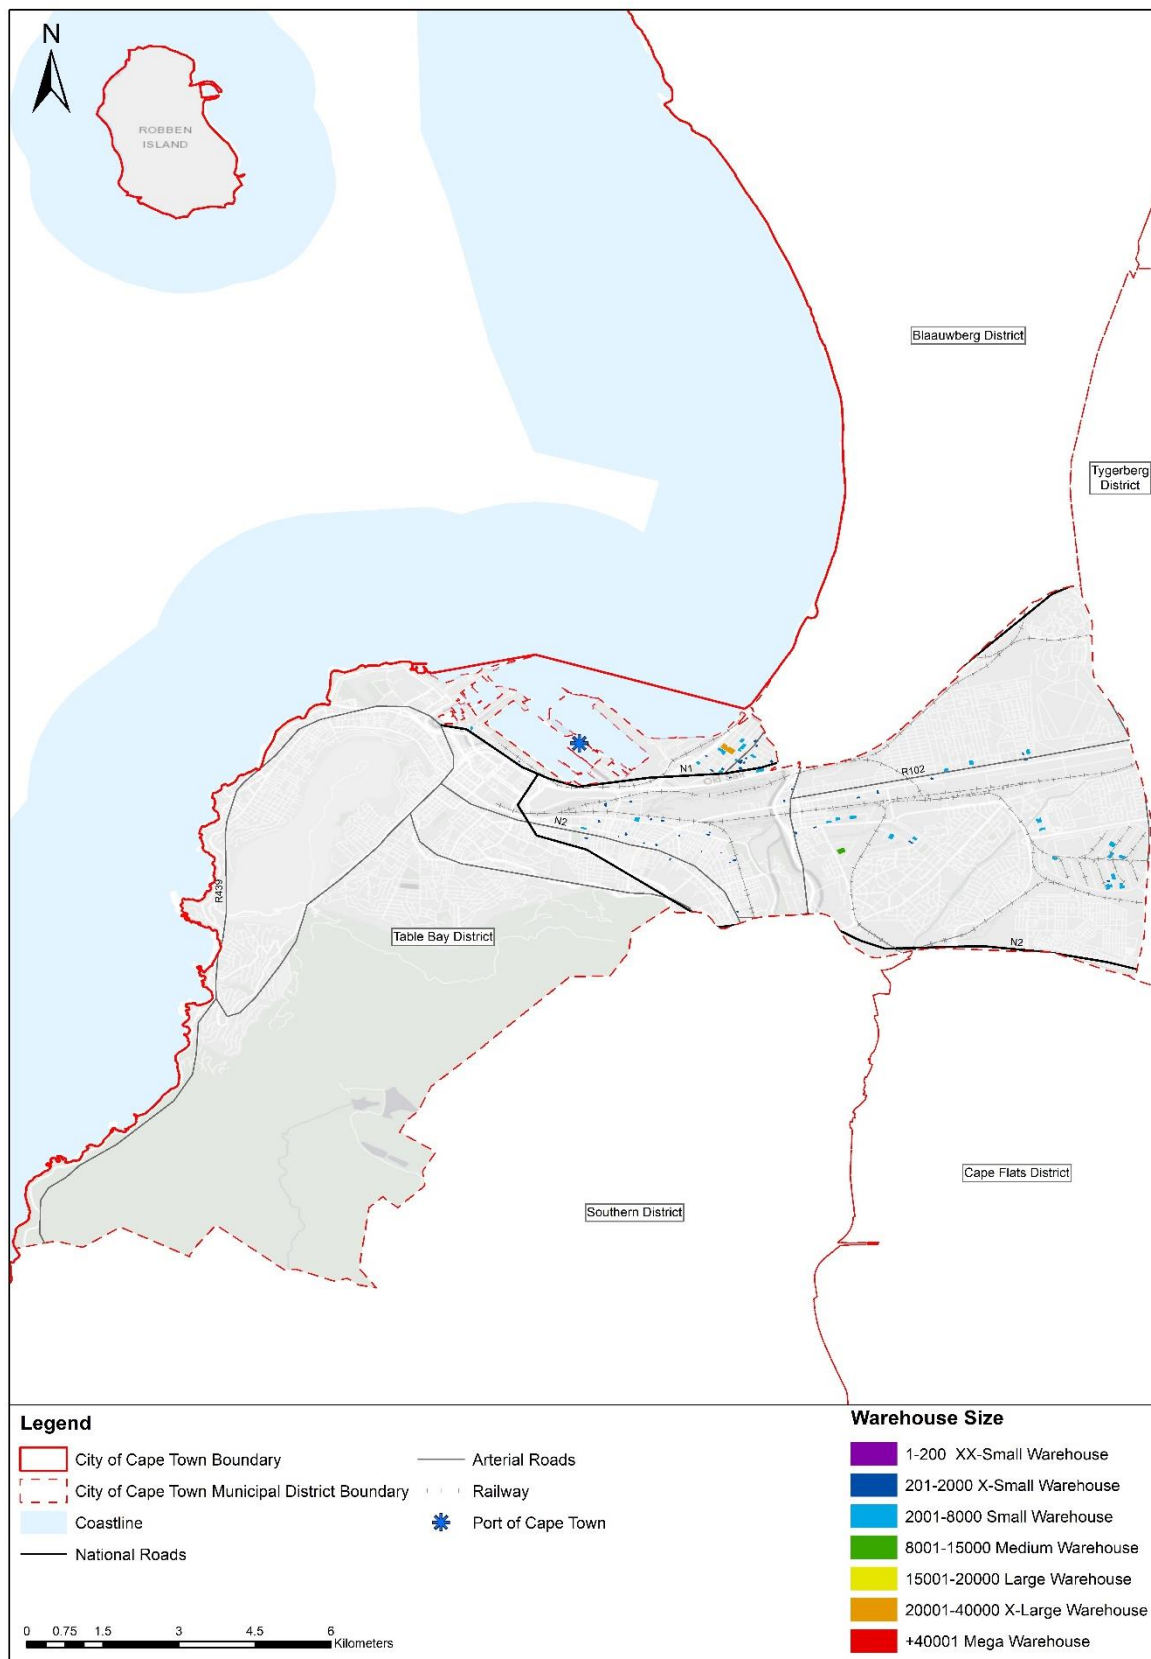 N
ROBBEN
ISLAND
Blaauwberg District
Tygerberg
District
N1
R102
N2
R439
Table Bay District
N2
Cape Flats District
Southern District
Legend
City of Cape Town Boundary
City of Cape Town Municipal District Boundary
Coastline
National Roads
Arterial Roads
Railway
Port of Cape Town
0 0.75 1.5 3 4.5 6
Kilometers
Warehouse Size
1-200 XX-Small Warehouse
201-2000 X-Small Warehouse
2001-8000 Small Warehouse
8001-15000 Medium Warehouse
15001-20000 Large Warehouse
20001-40000 X-Large Warehouse
+40001 Mega Warehouse